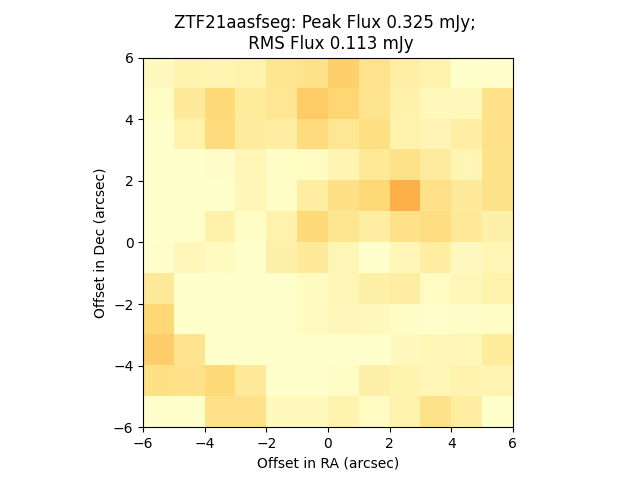 ZTF21aasfseg: Peak Flux 0.325 mJy;
RMS Flux 0.113 mJy
6
4
2
0
−2
−4
−6
Offset in Dec (arcsec)
−6 −4 −2 0 2 4 6
Offset in RA (arcsec)